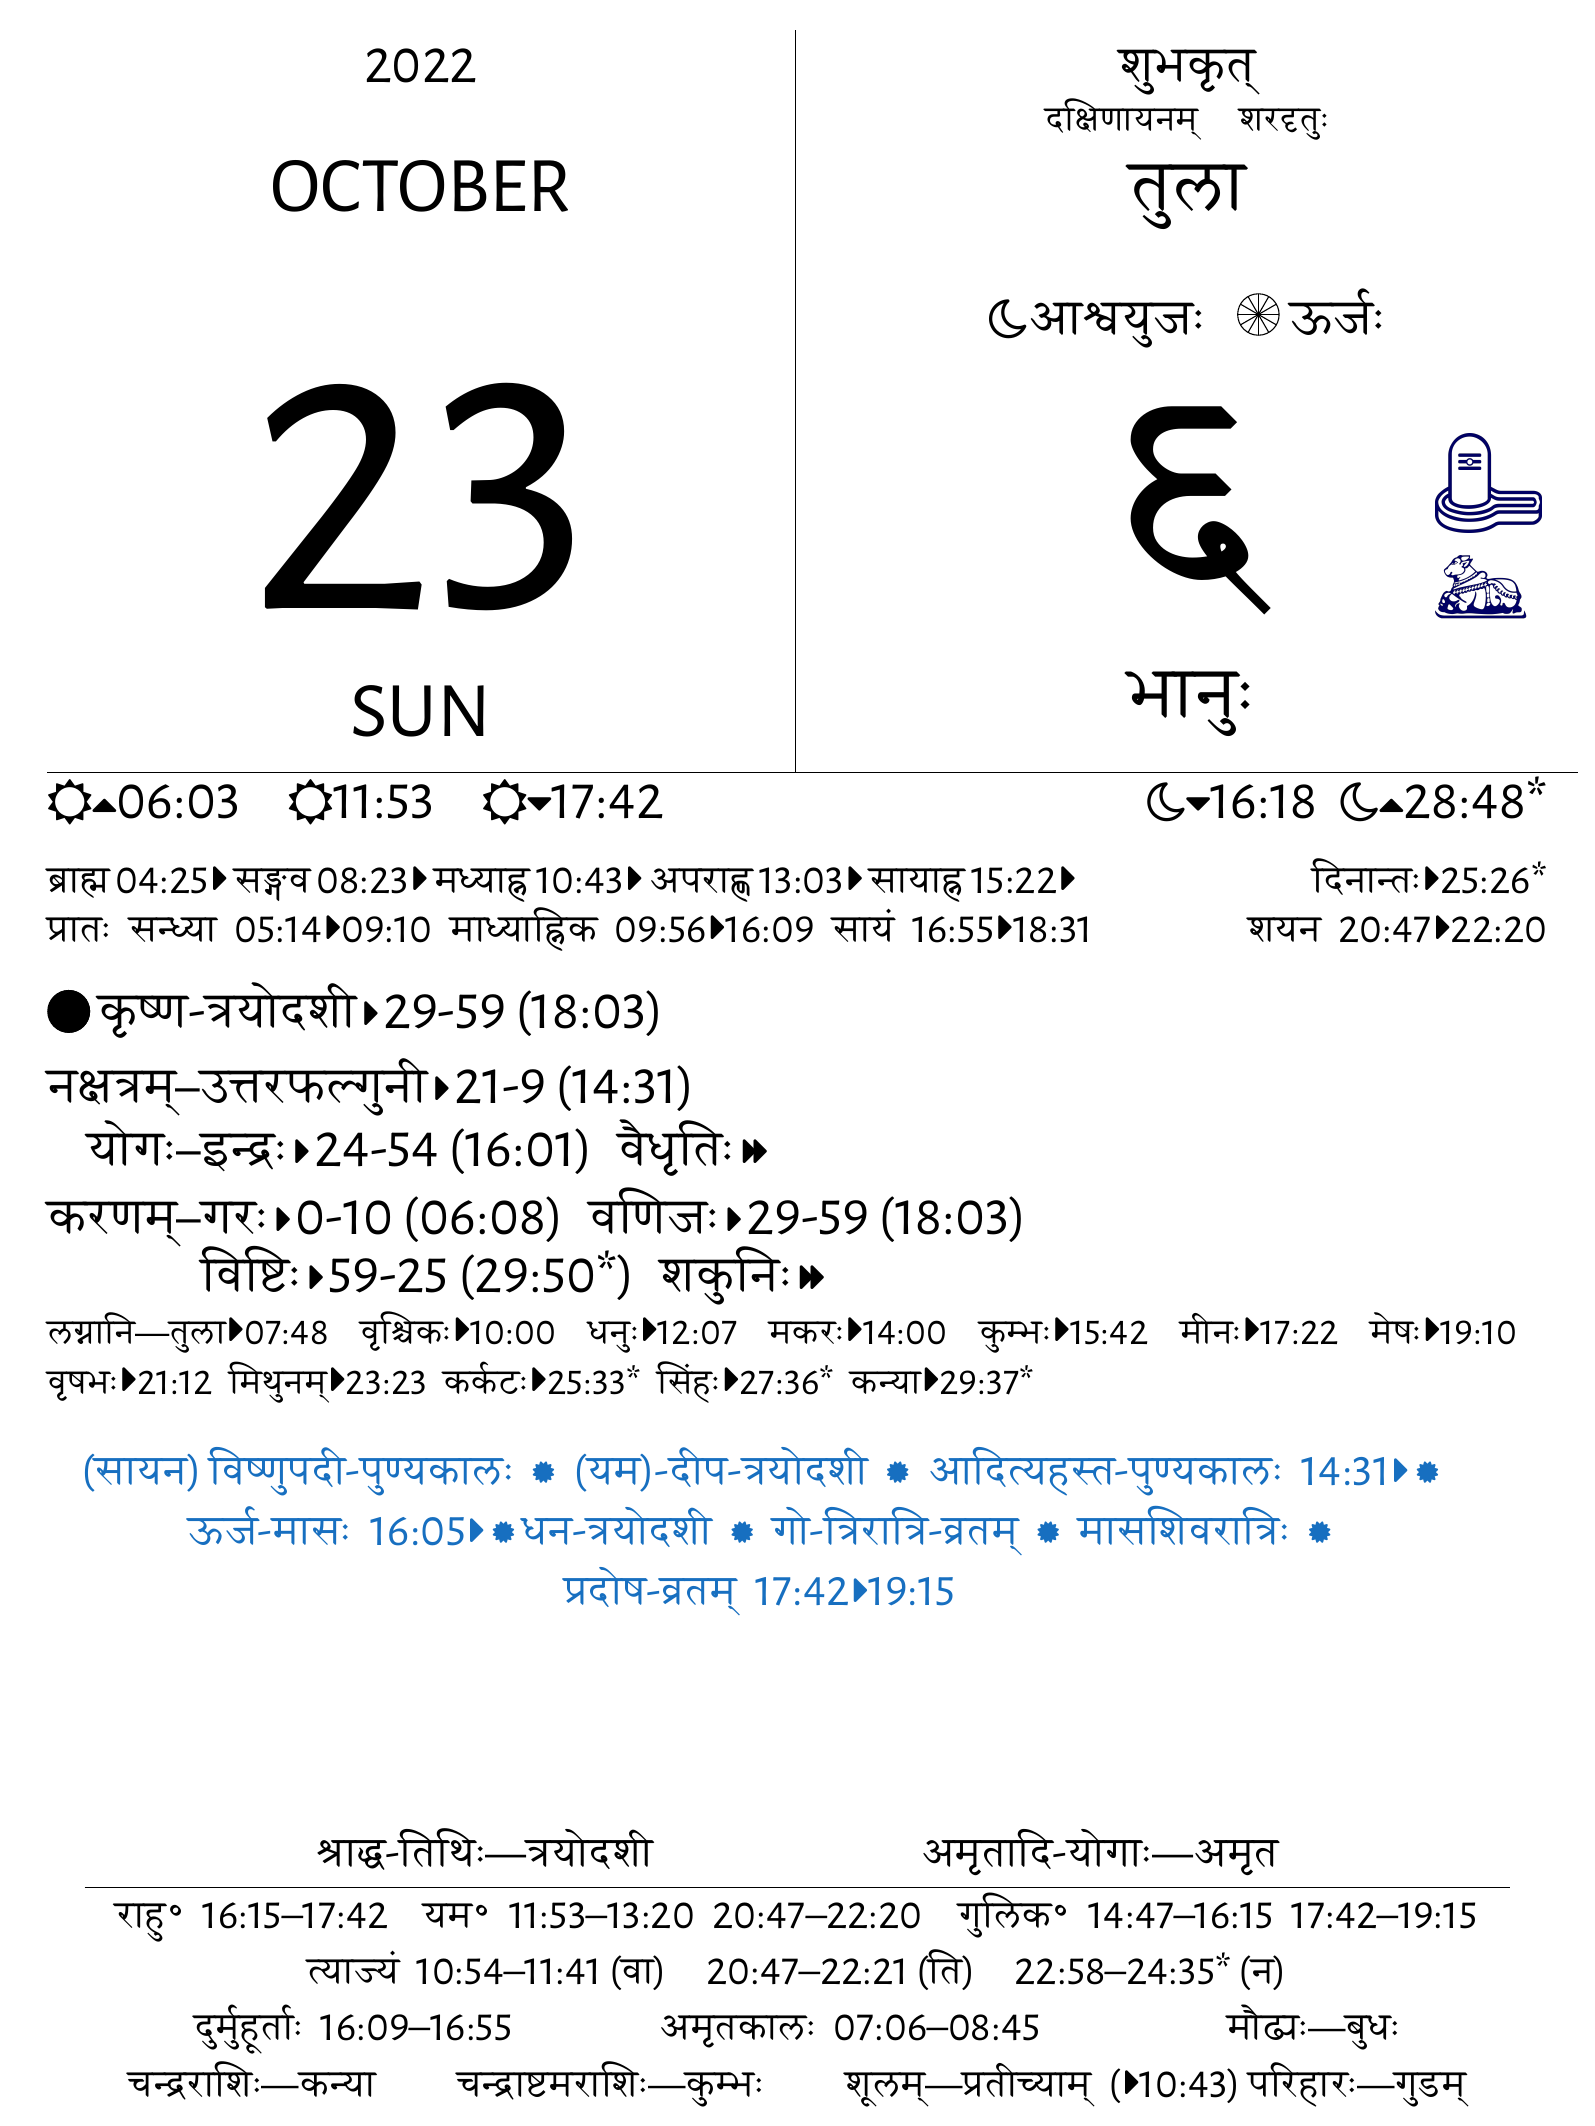 2022
OCTOBER
23
SUN
शुभकृत्
दक्षिणायनम् शरदृतुः
तुला
आश्वयुजः ऊर्जः
६
भानुः
06:03 11:53 17:42 16:18 28:48*
ब्राह्म 04:25 सङ्गव 08:23 मध्याह्न 10:43 अपराह्ण 13:03 सायाह्न 15:22 दिनान्तः 25:26*
प्रातः सन्ध्या 05:14 09:10 माध्याह्निक 09:56 16:09 सायं 16:55 18:31 शयन 20:47 22:20
कृष्ण-त्रयोदशी 29-59 (18:03)
नक्षत्रम्–उत्तरफल्गुनी 21-9 (14:31)
योगः–इन्द्रः 24-54 (16:01) वैधृतिः
करणम्–गरः 0-10 (06:08) वणिजः 29-59 (18:03)
विष्टिः 59-25 (29:50*) शकुनिः
लग्नानि—तुला 07:48 वृश्चिकः 10:00 धनुः 12:07 मकरः 14:00 कुम्भः 15:42 मीनः 17:22 मेषः 19:10
वृषभः 21:12 मिथुनम् 23:23 कर्कटः 25:33* सिंहः 27:36* कन्या 29:37*
(सायन) विष्णुपदी-पुण्यकालः (यम)-दीप-त्रयोदशी आदित्यहस्त-पुण्यकालः 14:31
ऊर्ज-मासः 16:05 धन-त्रयोदशी गो-त्रिरात्रि-व्रतम् मासशिवरात्रिः
प्रदोष-व्रतम् 17:42 19:15
श्राद्ध-तिथिः—त्रयोदशी अमृतादि-योगाः—अमृत
राहु॰ 16:15–17:42 यम॰ 11:53–13:20 20:47–22:20 गुलिक॰ 14:47–16:15 17:42–19:15
त्याज्यं 10:54–11:41 (वा) 20:47–22:21 (ति) 22:58–24:35* (न)
दुर्मुहूर्ताः 16:09–16:55 अमृतकालः 07:06–08:45 मौढ्यः—बुधः
चन्द्रराशिः—कन्या चन्द्राष्टमराशिः—कुम्भः शूलम्—प्रतीच्याम् (10:43) परिहारः—गुडम्